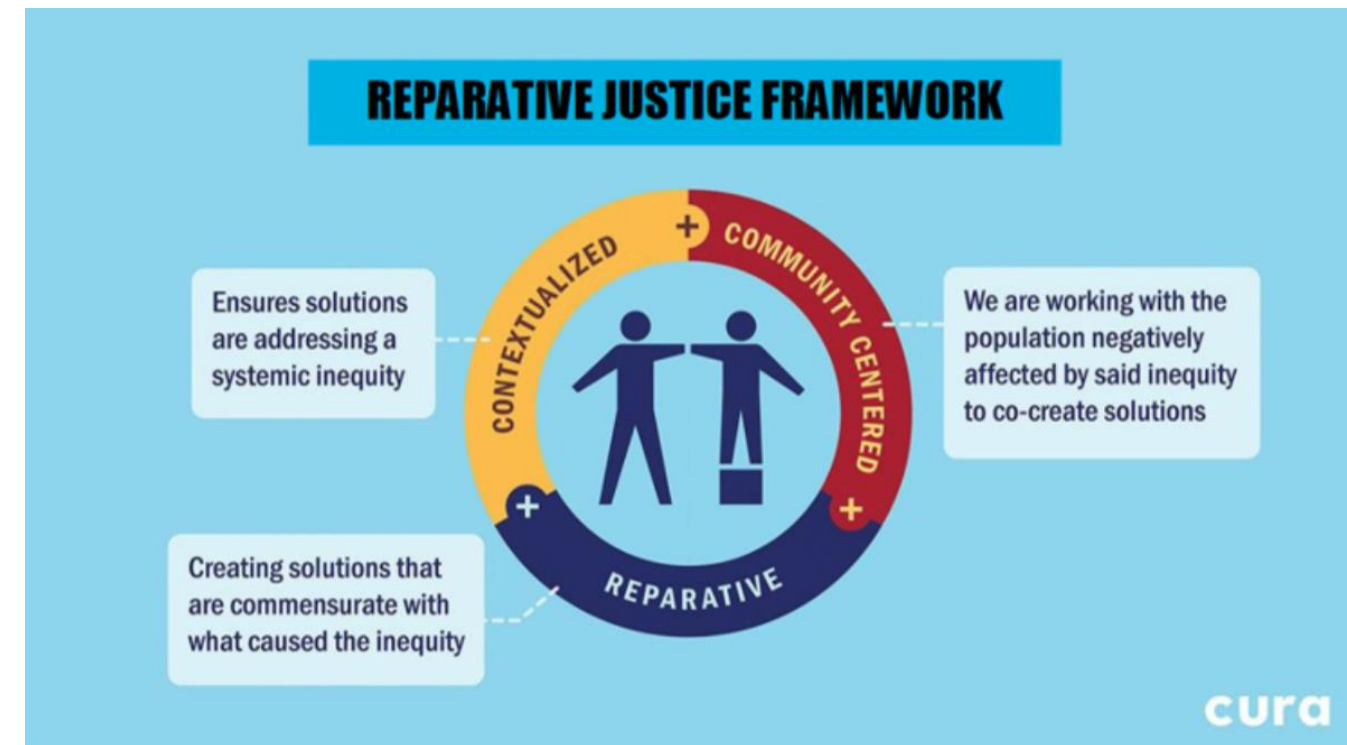 REPARATIVE JUSTICE FRAMEWORK
CONTEXTUALIZED
+
COMMUNITY CENTERED
Ensures solutions
are addressing a
systemic inequity
We are working with the
population negatively
affected by said inequity
to co-create solutions
+
+
REPARATIVE
Creating solutions that
are commensurate with
what caused the inequity
cura